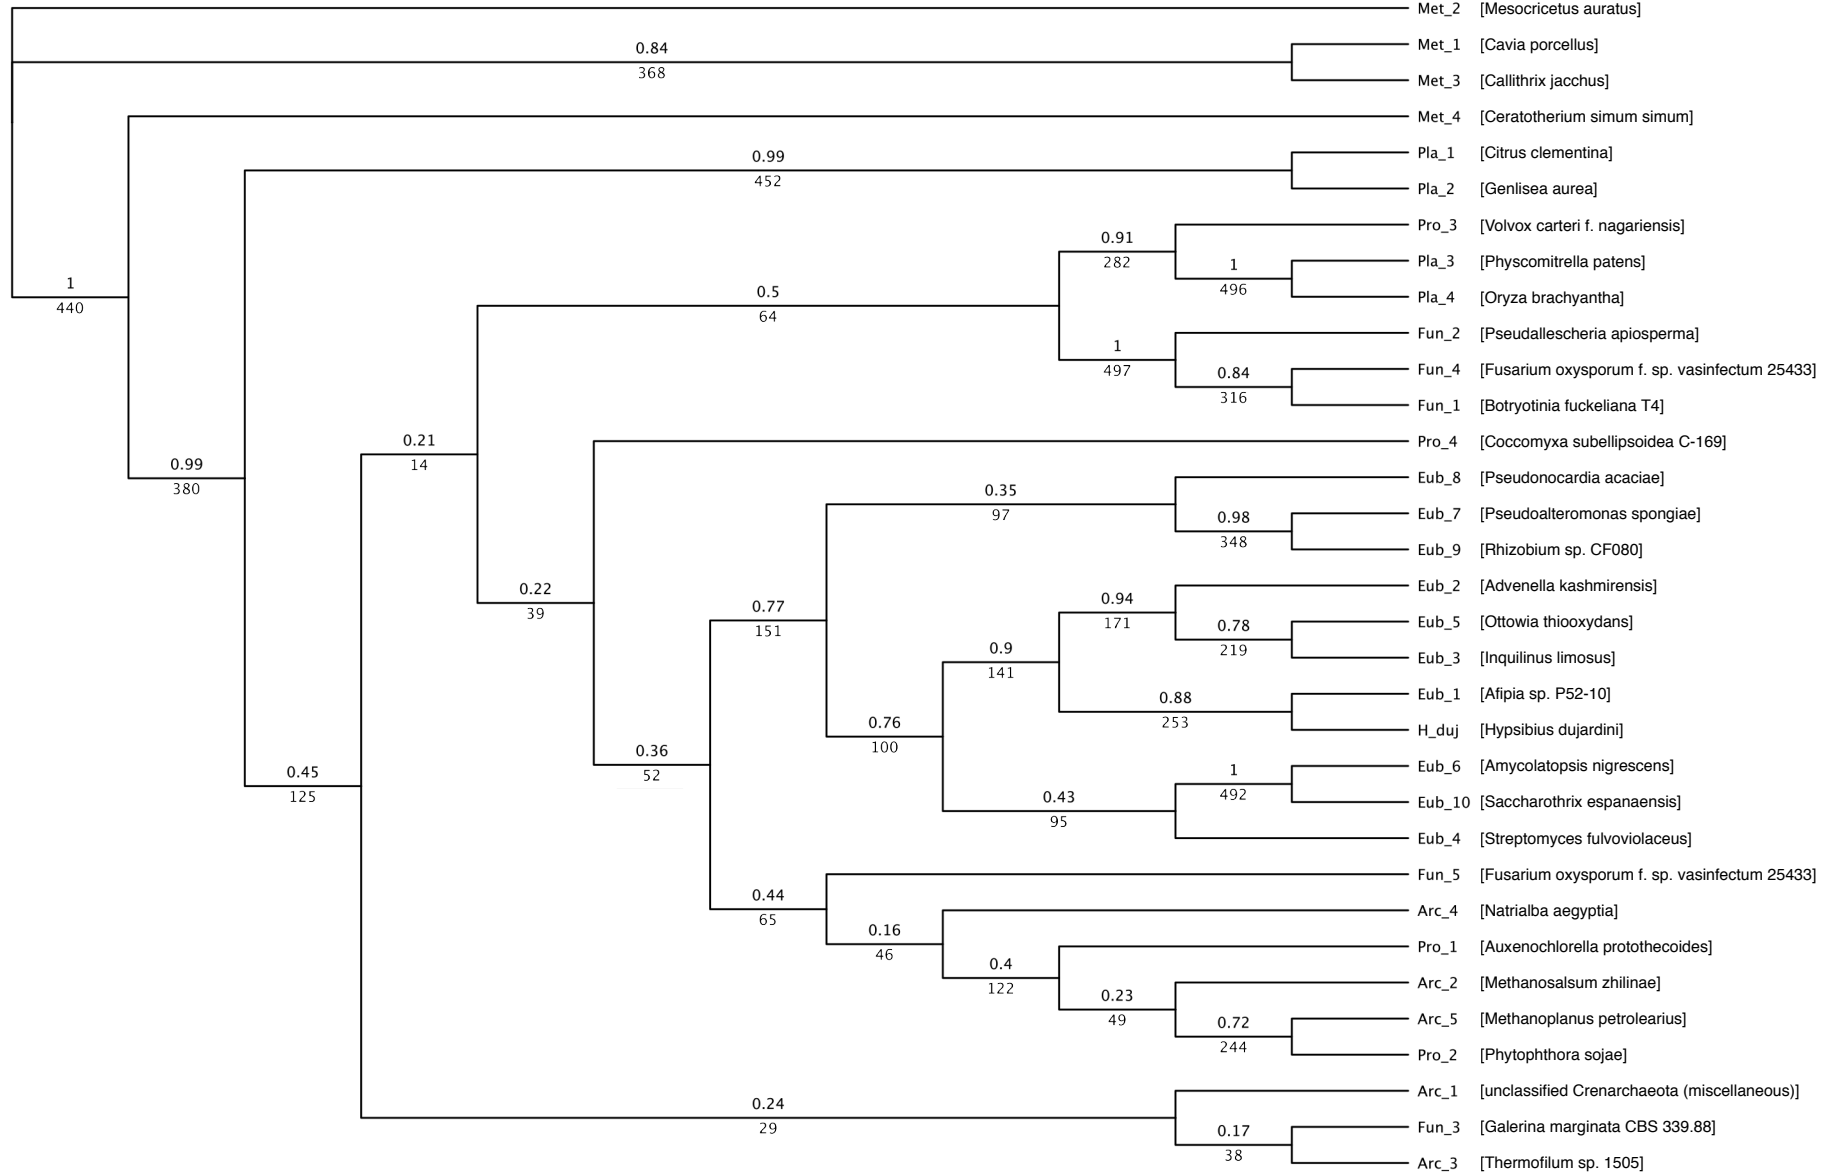 Met_2 [Mesocricetus auratus]
0.84
368
Met_1 [Cavia porcellus]
Met_3 [Callithrix jacchus]
Met_4 [Ceratotherium simum simum]
0.99
452
Pla_1 [Citrus clementina]
Pla_2 [Genlisea aurea]
Pro_3 [Volvox carteri f. nagariensis]
0.91
282
1
496
Pla_3 [Physcomitrella patens]
Pla_4 [Oryza brachyantha]
1
440
0.5
64
Fun_2 [Pseudallescheria apiosperma]
1
497
0.84
316
Fun_4 [Fusarium oxysporum f. sp. vasinfectum 25433]
Fun_1 [Botryotinia fuckeliana T4]
0.21
14
Pro_4 [Coccomyxa subellipsoidea C-169]
0.99
380
Eub_8 [Pseudonocardia acaciae]
0.35
97
0.98
348
Eub_7 [Pseudoalteromonas spongiae]
Eub_9 [Rhizobium sp. CF080]
0.22
39
0.77
151
Eub_2 [Advenella kashmirensis]
0.94
171
0.78
219
Eub_5 [Ottowia thiooxydans]
Eub_3 [Inquilinus limosus]
0.9
141
0.88
253
Eub_1 [Afipia sp. P52-10]
H_duj [Hypsibius dujardini]
0.76
100
0.36
52
0.45
125
1
492
Eub_6 [Amycolatopsis nigrescens]
Eub_10 [Saccharothrix espanaensis]
0.43
95
Eub_4 [Streptomyces fulvoviolaceus]
0.44
65
Fun_5 [Fusarium oxysporum f. sp. vasinfectum 25433]
Arc_4 [Natrialba aegyptia]
0.16
46
Pro_1 [Auxenochlorella protothecoides]
0.4
122
Arc_2 [Methanosalsum zhilinae]
0.23
49
0.72
244
Arc_5 [Methanoplanus petrolearius]
Pro_2 [Phytophthora sojae]
0.24
29
Arc_1 [unclassified Crenarchaeota (miscellaneous)]
0.17
38
Fun_3 [Galerina marginata CBS 339.88]
Arc_3 [Thermofilum sp. 1505]